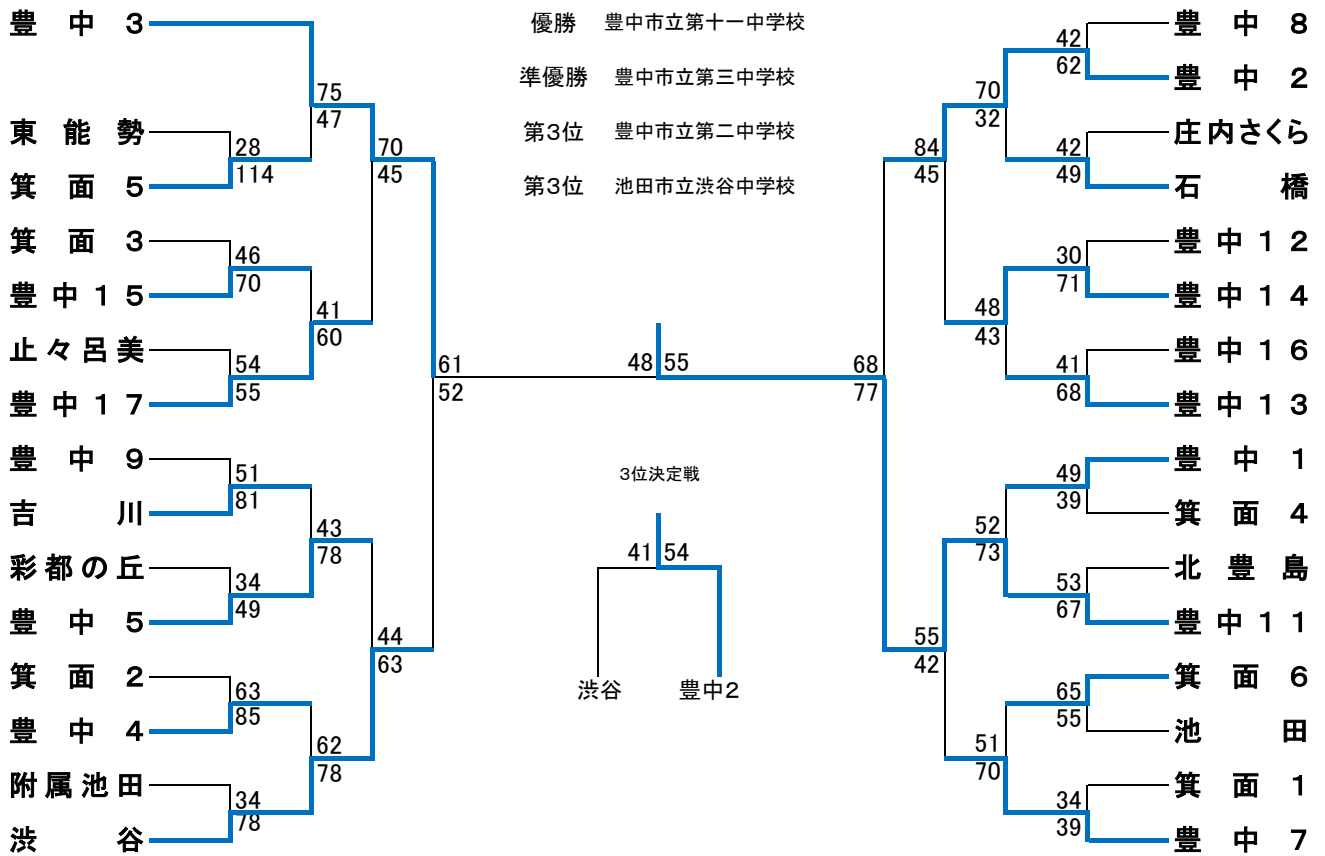 優勝 豊中市立第十一中学校
準優勝 豊中市立第三中学校
第3位 豊中市立第二中学校
第3位 池田市立渋谷中学校
豊中3
東能勢
箕面5
箕面3
豊中15
止々呂美
豊中17
豊中9
吉川
彩都の丘
豊中5
箕面2
豊中4
附属池田
渋谷
28
114
46
70
54
55
51
81
34
49
63
85
34
78
75
47
41
60
43
78
62
78
70
45
44
63
61
52
48 55
3位決定戦
41 54
渋谷 豊中2
68
77
84
45
55
42
70
32
48
43
52
73
51
70
42
62
42
49
30
71
41
68
49
39
53
67
65
55
34
39
豊中8
豊中2
庄内さくら
石橋
豊中12
豊中14
豊中16
豊中13
豊中1
箕面4
北豊島
豊中11
箕面6
池田
箕面1
豊中7